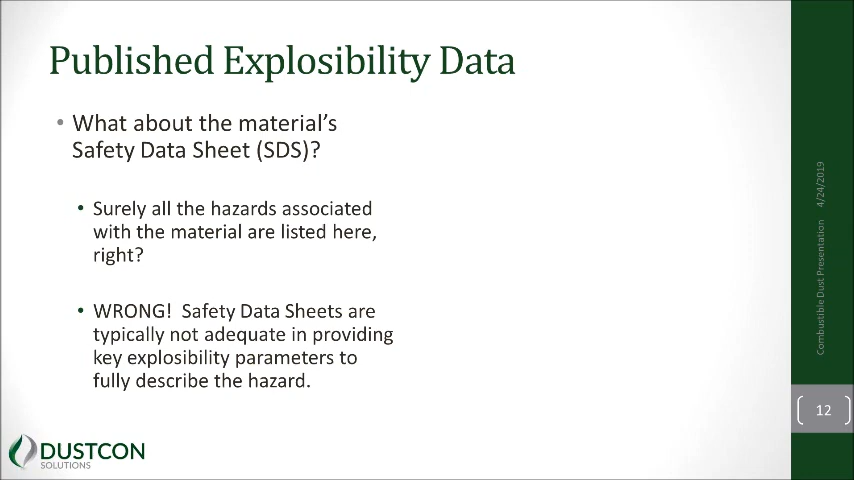 Published Explosibility Data
• What about the material's
Safety Data Sheet (SDS)?
• Surely all the hazards associated
with the material are listed here,
right?
• WRONG!  Safety Data Sheets are
typically not adequate in providing
key explosibility parameters to
fully describe the hazard.
Combustible Dust Presentation 4/24/2019
12
DUSTCON
SOLUTIONS